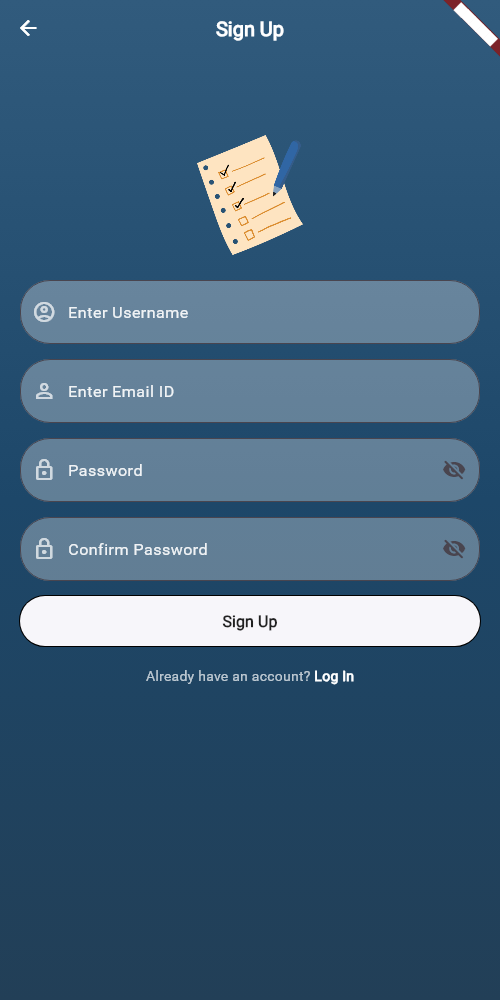 Sign Up
Enter Username
Enter Email ID
Password
Confirm Password
Sign Up
Already have an account? Log In